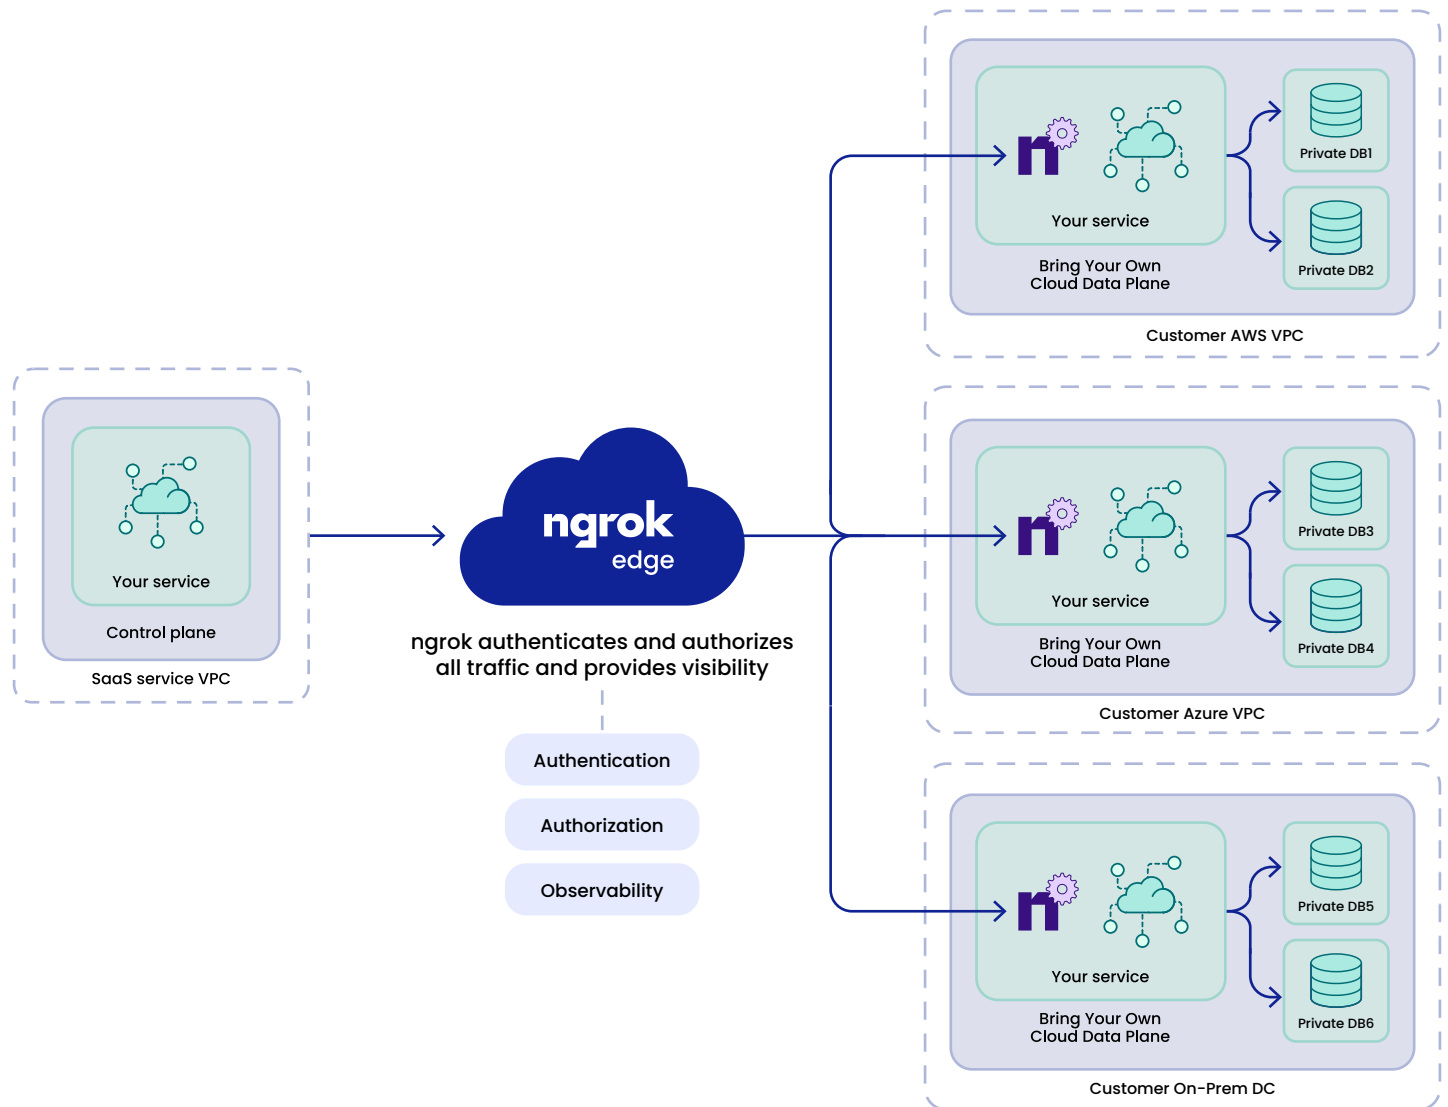 Your service
Control plane
SaaS service VPC
ngrok
edge
ngrok authenticates and authorizes
all traffic and provides visibility
Authentication
Authorization
Observability
n
Your service
Bring Your Own
Cloud Data Plane
Private DB1
Private DB2
Customer AWS VPC
n
Your service
Bring Your Own
Cloud Data Plane
Private DB3
Private DB4
Customer Azure VPC
n
Your service
Bring Your Own
Cloud Data Plane
Private DB5
Private DB6
Customer On-Prem DC